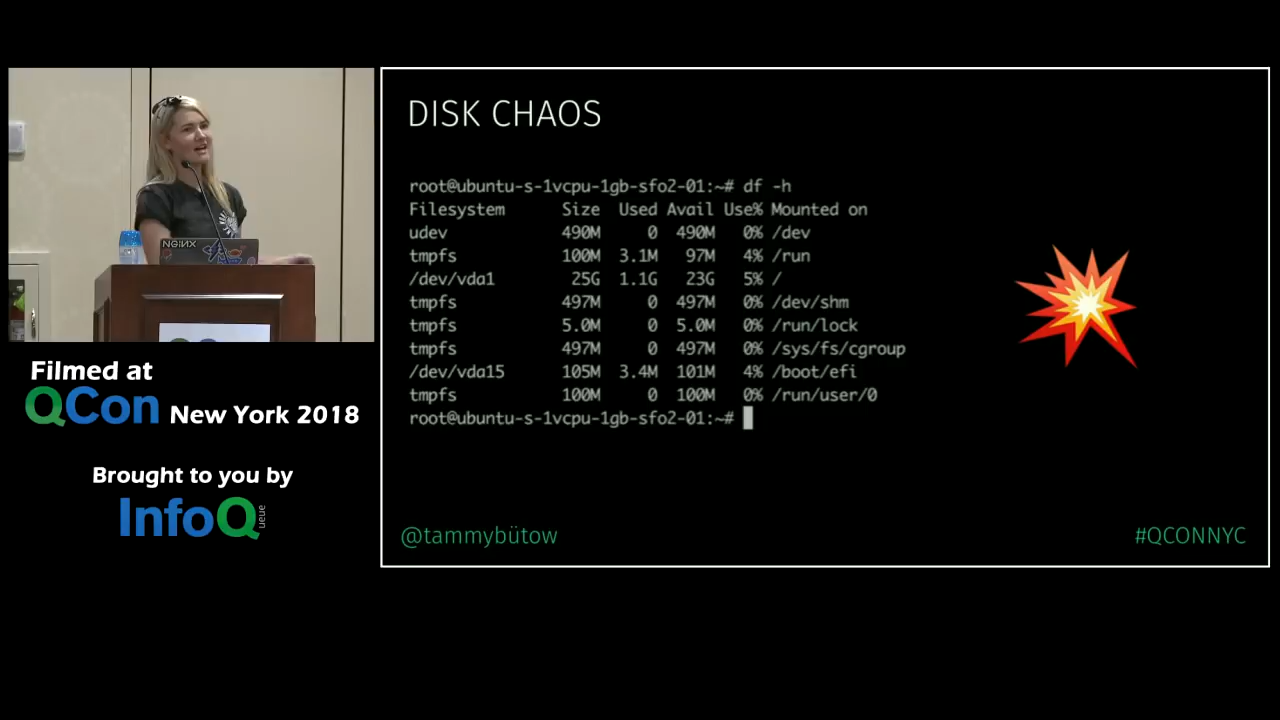 NGINX
Filmed at
QCon New York 2018
Brought to you by
InfoQ
ueue
DISK CHAOS
root@ubuntu-s-1vcpu-1gb-sfo2-01:~# df -h
Filesystem Size Used Avail Use% Mounted on
udev 490M 0 490M 0% /dev
tmpfs 100M 3.1M 97M 4% /run
/dev/vda1 25G 1.1G 23G 5% /
tmpfs 497M 0 497M 0% /dev/shm
tmpfs 5.0M 0 5.0M 0% /run/lock
tmpfs 497M 0 497M 0% /sys/fs/cgroup
/dev/vda15 105M 3.4M 101M 4% /boot/efi
tmpfs 100M 0 100M 0% /run/user/0
root@ubuntu-s-1vcpu-1gb-sfo2-01:~#
@tammybütow
#QCONNYC